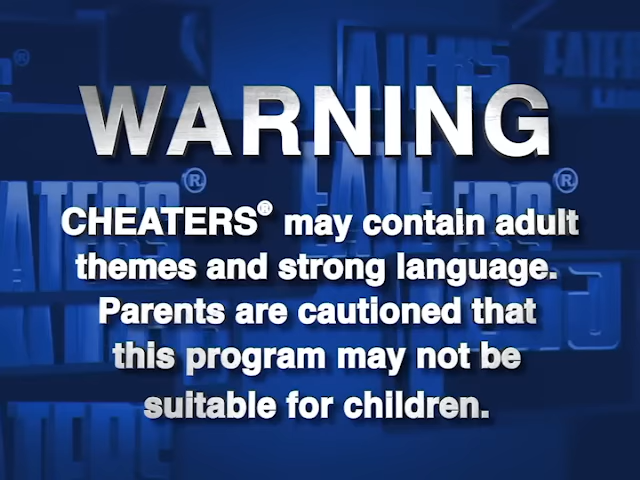 WARNING
CHEATERS® may contain adult
themes and strong language.
Parents are cautioned that
this program may not be
suitable for children.